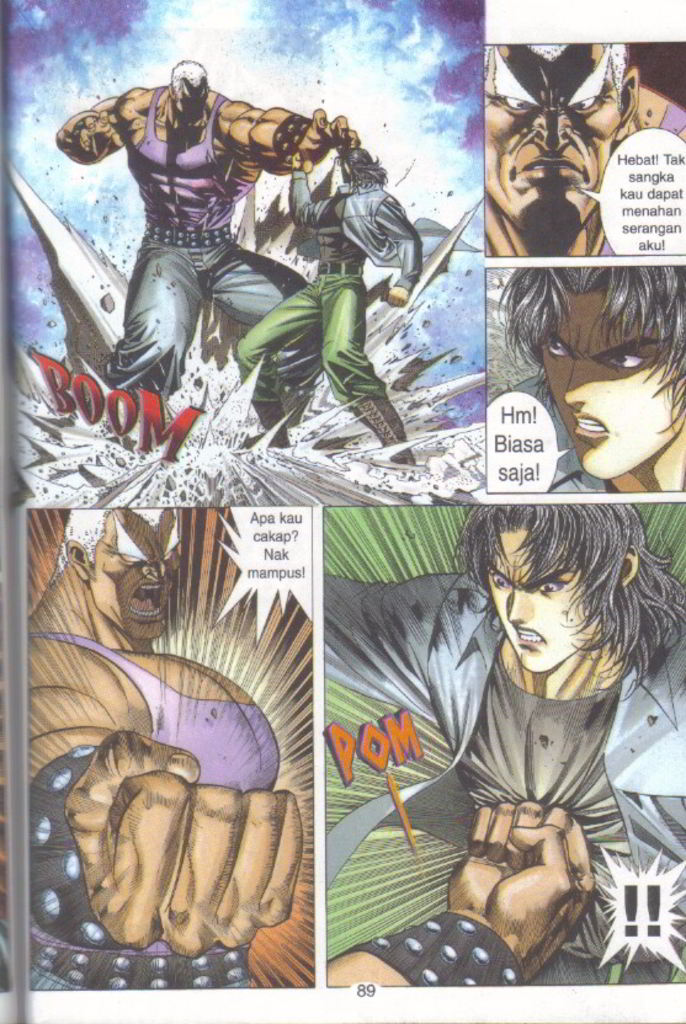 BOOM
Hebat! Tak
sangka
kau dapat
menahan
serangan
aku!
Hm!
Biasa
saja!
Apa kau
cakap?
Nak
mampus!
POM
!!
89